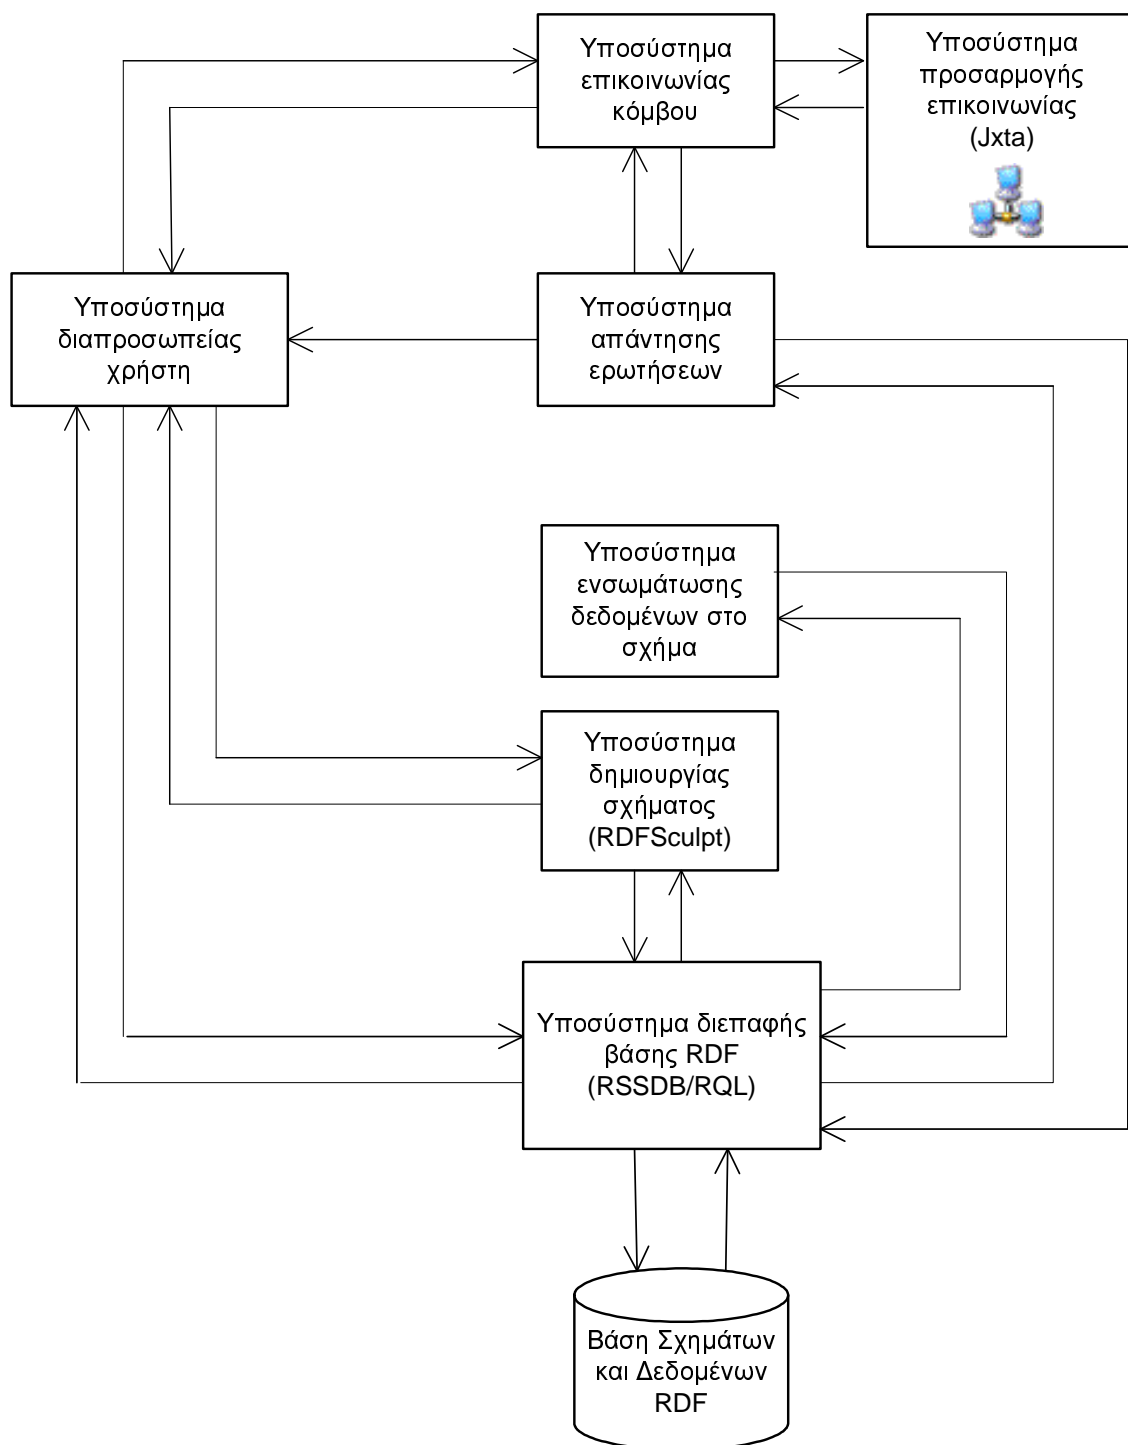 Υποσύστημα
επικοινωνίας
κόμβου
Υποσύστημα
προσαρμογής
επικοινωνίας
(Jxta)
Υποσύστημα
διαπροσωπείας
χρήστη
Υποσύστημα
απάντησης
ερωτήσεων
Υποσύστημα
ενσωμάτωσης
δεδομένων στο
σχήμα
Υποσύστημα
δημιουργίας
σχήματος
(RDFSculpt)
Υποσύστημα διεπαφής
βάσης RDF
(RSSDB/RQL)
Βάση Σχημάτων
και Δεδομένων
RDF